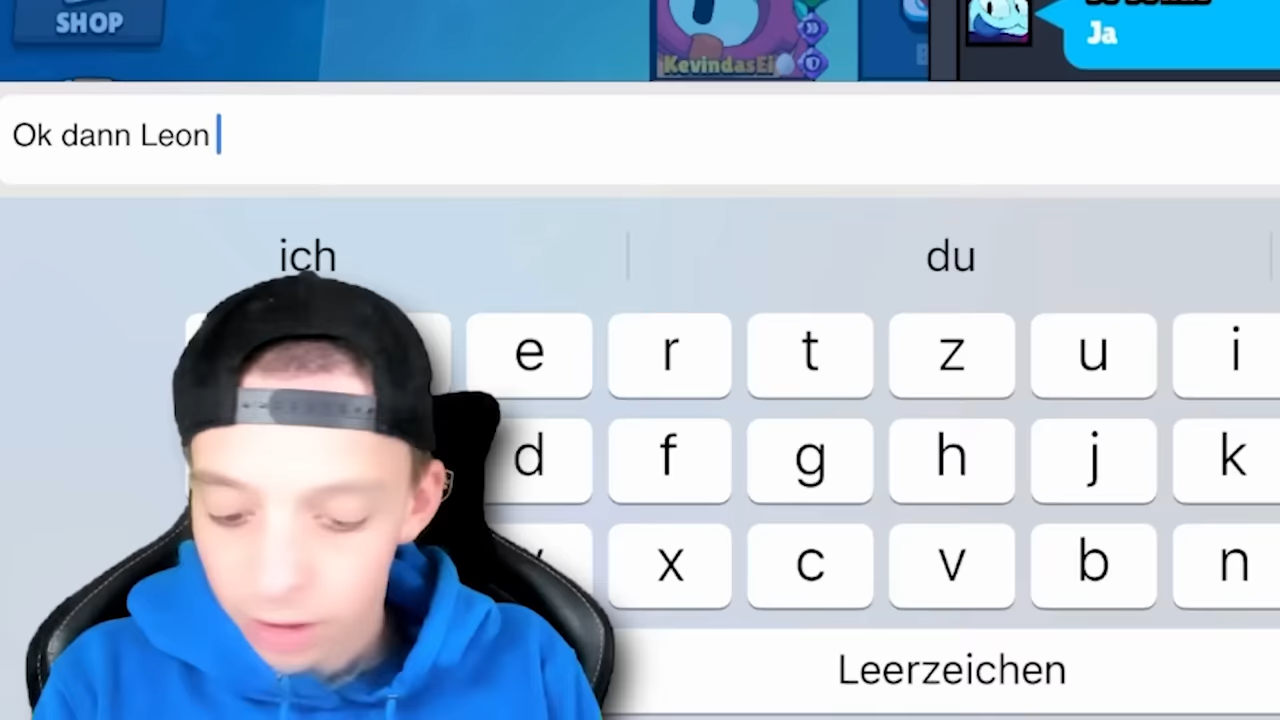 SHOP
KevindasEi
Ja
Ok dann Leon
ich du
e r t z u i
d f g h j k
x c v b n
Leerzeichen